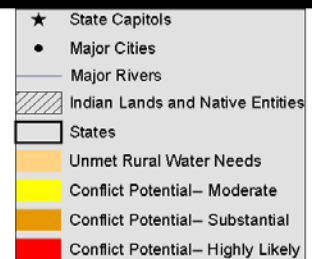 State Capitols
Major Cities
Major Rivers
Indian Lands and Native Entities
States
Unmet Rural Water Needs
Conflict Potential– Moderate
Conflict Potential– Substantial
Conflict Potential– Highly Likely